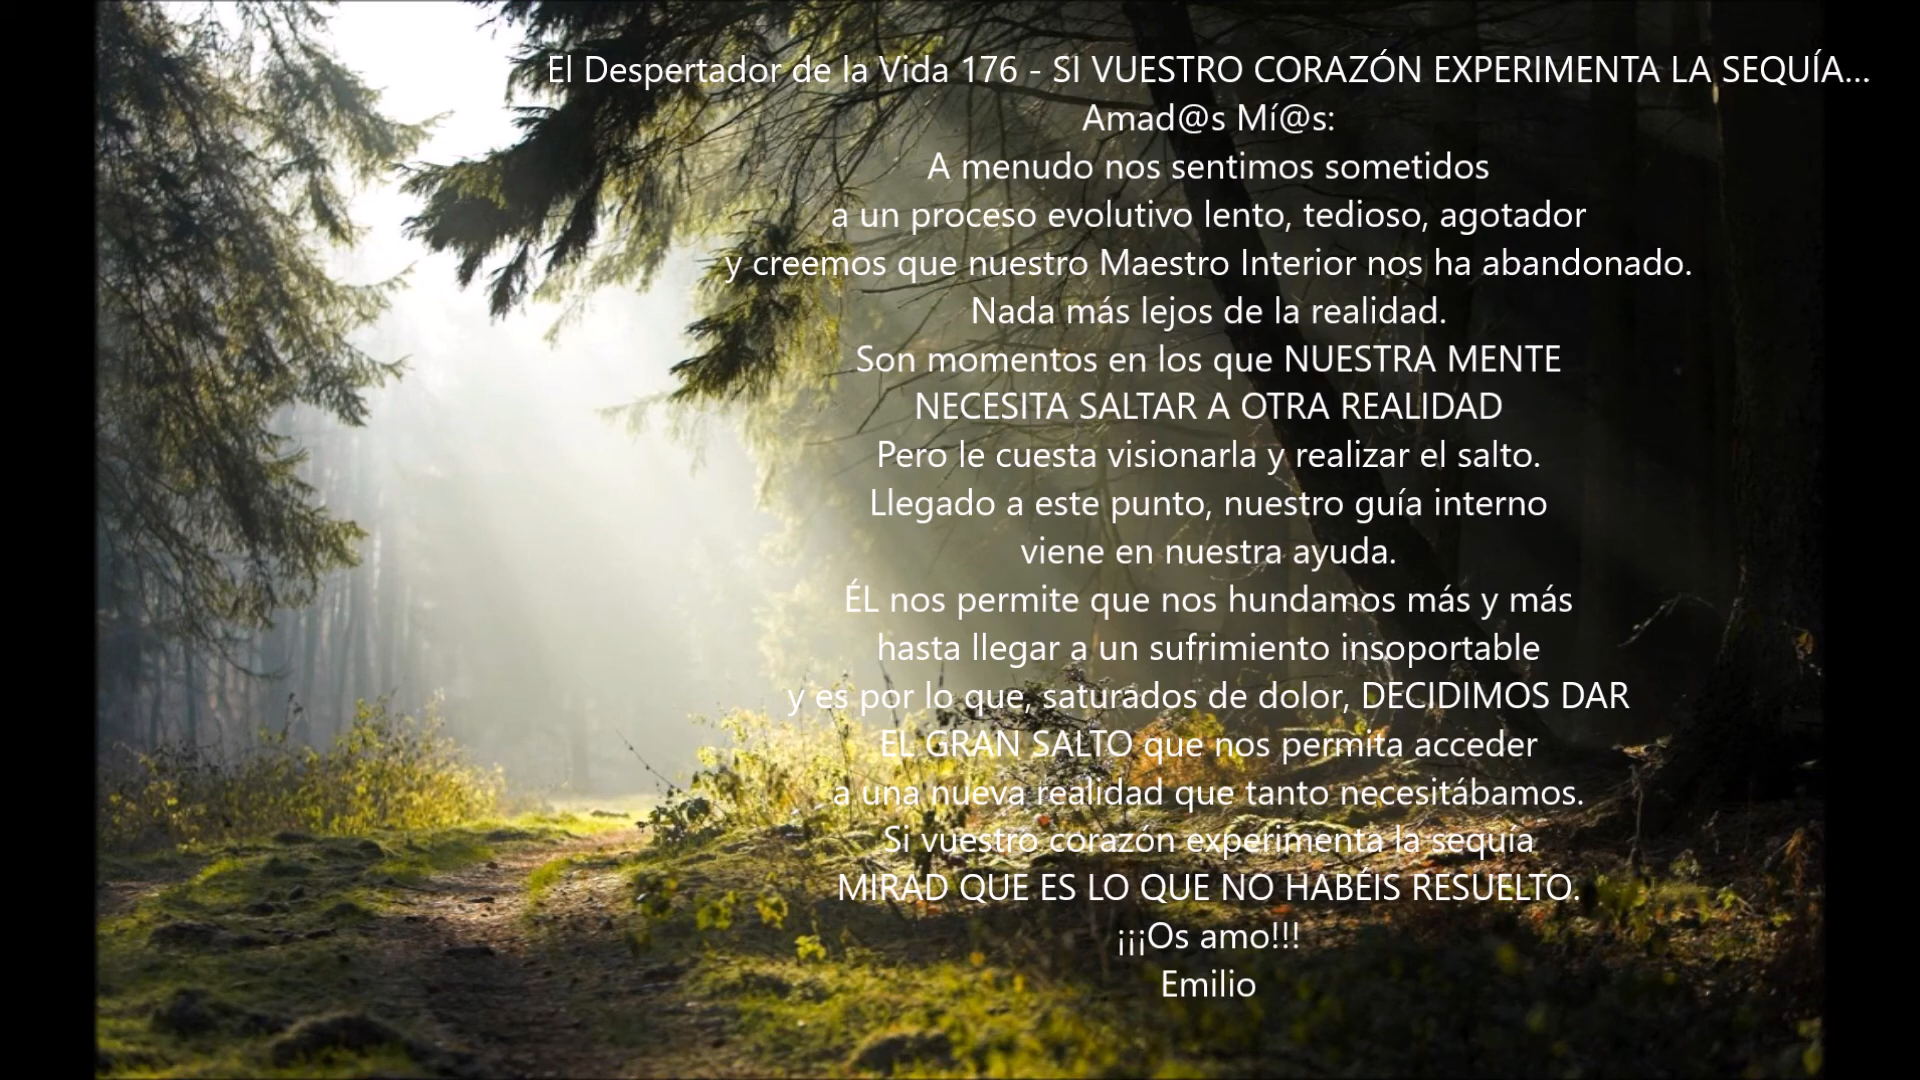 El Despertador de la Vida 176 - SI VUESTRO CORAZÓN EXPERIMENTA LA SEQUÍA...
Amad@s Mí@s:
A menudo nos sentimos sometidos
a un proceso evolutivo lento, tedioso, agotador
y creemos que nuestro Maestro Interior nos ha abandonado.
Nada más lejos de la realidad.
Son momentos en los que NUESTRA MENTE
NECESITA SALTAR A OTRA REALIDAD
Pero le cuesta visionarla y realizar el salto.
Llegado a este punto, nuestro guía interno
viene en nuestra ayuda.
ÉL nos permite que nos hundamos más y más
hasta llegar a un sufrimiento insoportable
y es por lo que, saturados de dolor, DECIDIMOS DAR
EL GRAN SALTO que nos permita acceder
a una nueva realidad que tanto necesitábamos.
Si vuestro corazón experimenta la sequía
MIRAD QUE ES LO QUE NO HABÉIS RESUELTO.
¡¡¡Os amo!!!
Emilio